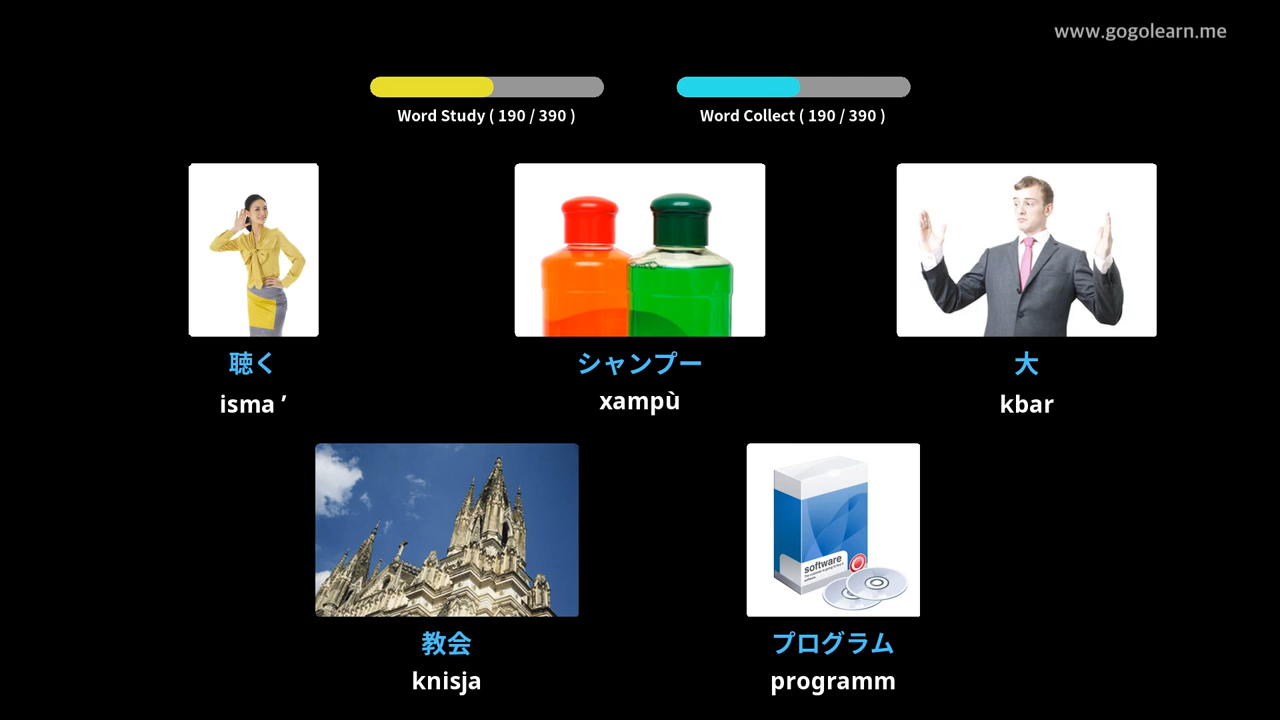 www.gogolearn.me
Word Study ( 190 / 390 )
Word Collect ( 190 / 390 )
聴く
isma ’
シャンプー
xampù
大
kbar
software
教会
knisja
プログラム
programm